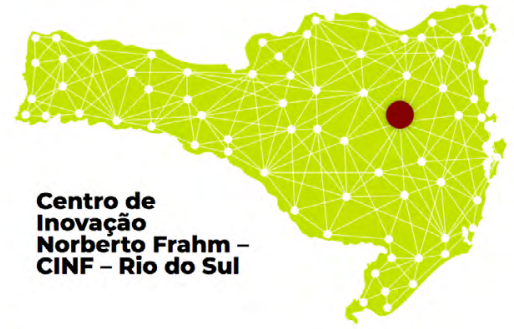 Centro de
Inovação
Norberto Frahm –
CINF – Rio do Sul